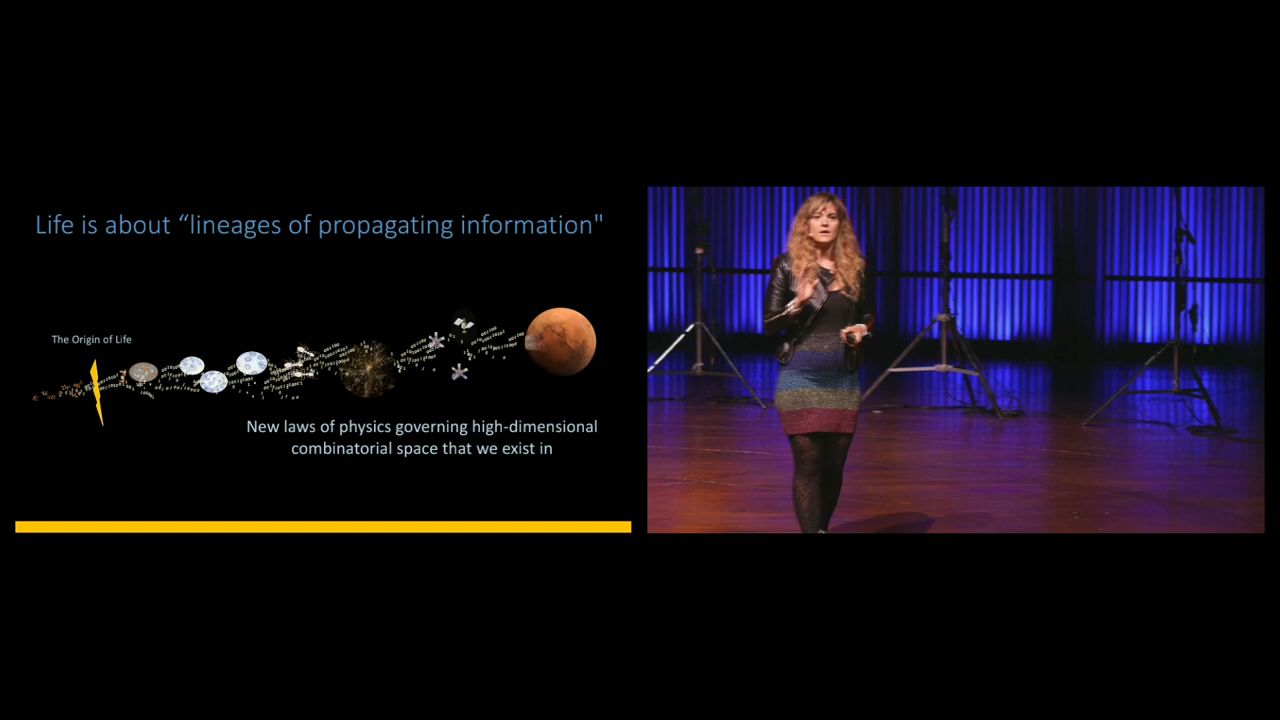 Life is about “lineages of propagating information"
The Origin of Life
New laws of physics governing high-dimensional
combinatorial space that we exist in